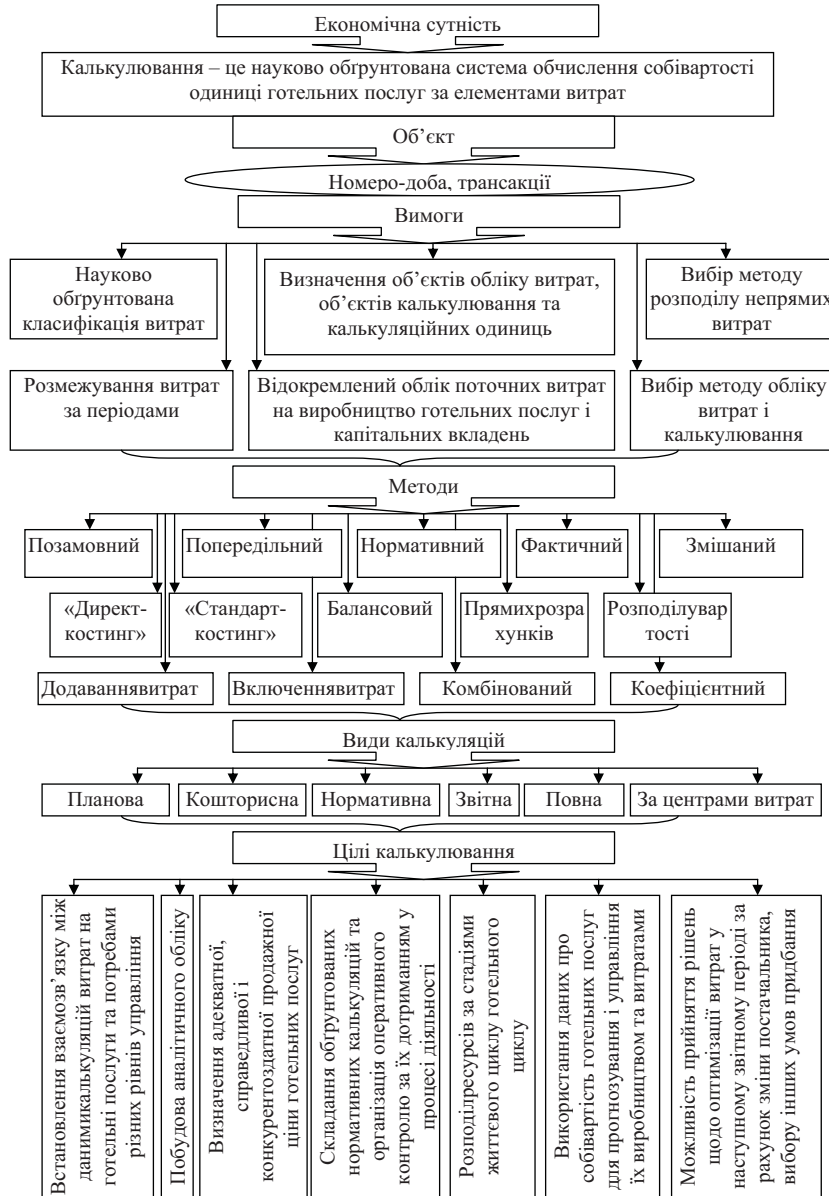 Економічна сутність
Калькулювання – це науково обґрунтована система обчислення собівартості
одиниці готельних послуг за елементами витрат
Об’єкт
Номеро-доба, трансакції
Вимоги
Науково
обґрунтована
класифікація витрат
Визначення об’єктів обліку витрат,
об’єктів калькулювання та
калькуляційних одиниць
Вибір методу
розподілу непрямих
витрат
Розмежування витрат
за періодами
Відокремлений облік поточних витрат
на виробництво готельних послуг і
капітальних вкладень
Вибір методу обліку
витрат і
калькулювання
Методи
Позамовний
Попередільний
Нормативний
Фактичний
Змішаний
«Директ-
костинг»
«Стандарт-
костинг»
Балансовий
Прямихрозра
хунків
Розподілувар
тості
Додаваннявитрат
Включеннявитрат
Комбінований
Коефіцієнтний
Види калькуляцій
Планова
Кошторисна
Нормативна
Звітна
Повна
За центрами витрат
Цілі калькулювання
Встановлення взаємозв’язку між
данимикалькуляцій витрат на
готельні послуги та потребами
різних рівнів управління
Побудова аналітичного обліку
Визначення адекватної,
справедливої і
конкурентоздатної продажної
ціни готельних послуг
Складання обґрунтованих
нормативних калькуляцій та
організація оперативного
контролю за їх дотриманням у
процесі діяльності
Розподілресурсів за стадіями
життєвого циклу готельного
циклу
Використання даних про
собівартість готельних послуг
для прогнозування і управління
їх виробництвом та витратами
Можливість прийняття рішень
щодо оптимізації витрат у
наступному звітному періоді за
рахунок зміни постачальника,
вибору інших умов придбання